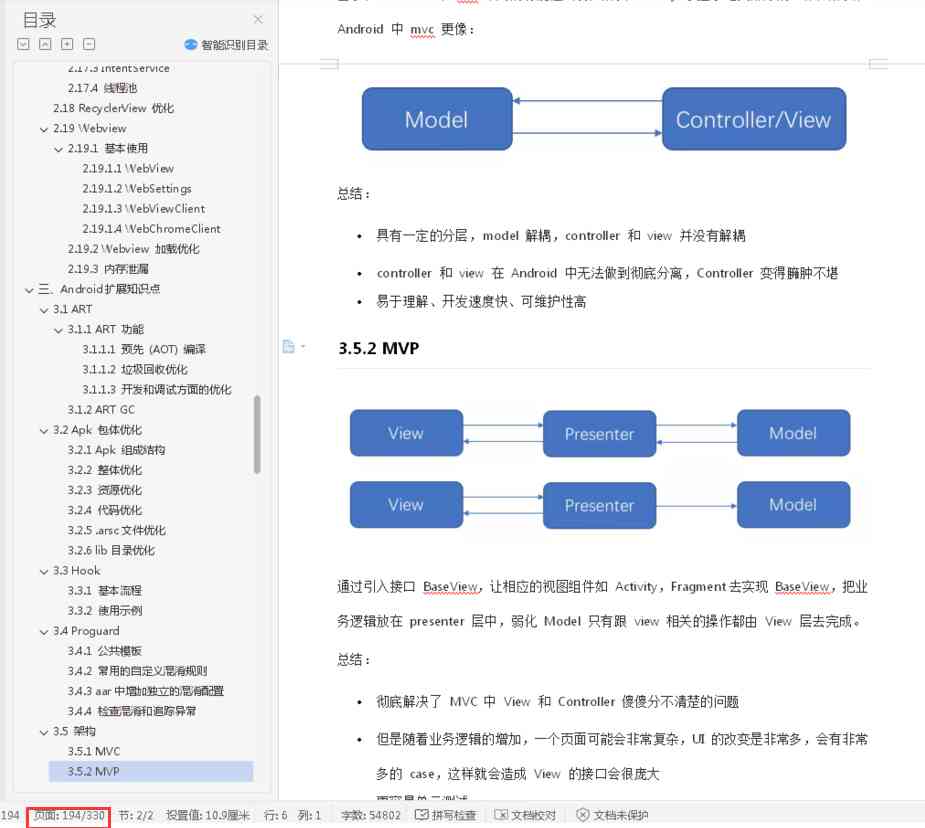 目录
智能识别目录
2.17.3 IntentService
2.17.4 线程池
2.18 RecyclerView 优化
2.19 Webview
2.19.1 基本使用
2.19.1.1 WebView
2.19.1.2 WebSettings
2.19.1.3 WebViewClient
2.19.1.4 WebChromeClient
2.19.2 Webview 加载优化
2.19.3 内存泄漏
三、Android扩展知识点
3.1 ART
3.1.1 ART 功能
3.1.1.1 预先 (AOT) 编译
3.1.1.2 垃圾回收优化
3.1.1.3 开发和调试方面的优化
3.1.2 ART GC
3.2 Apk 包体优化
3.2.1 Apk 组成结构
3.2.2 整体优化
3.2.3 资源优化
3.2.4 代码优化
3.2.5 .arsc文件优化
3.2.6 lib 目录优化
3.3 Hook
3.3.1 基本流程
3.3.2 使用示例
3.4 Proguard
3.4.1 公共模板
3.4.2 常用的自定义混淆规则
3.4.3 aar中增加独立的混淆配置
3.4.4 检查混淆和追踪异常
3.5 架构
3.5.1 MVC
3.5.2 MVP
Android 中 mvc 更像：
Model
Controller/View
总结：
• 具有一定的分层，model 解耦，controller 和 view 并没有解耦
• controller 和 view 在 Android 中无法做到彻底分离，Controller 变得臃肿不堪
• 易于理解、开发速度快、可维护性高
3.5.2 MVP
View Presenter Model
View Presenter Model
通过引入接口 BaseView，让相应的视图组件如 Activity，Fragment去实现 BaseView，把业
务逻辑放在 presenter 层中，弱化 Model 只有跟 view 相关的操作都由 View 层去完成。
总结：
• 彻底解决了 MVC 中 View 和 Controller 傻傻分不清楚的问题
• 但是随着业务逻辑的增加，一个页面可能会非常复杂，UI 的改变是非常多，会有非常
多的 case，这样就会造成 View 的接口会很庞大
194 页面: 194/330 节: 2/2 设置值: 10.9厘米 行: 6 列: 1 字数: 54802 拼写检查 文档校对 文档未保护